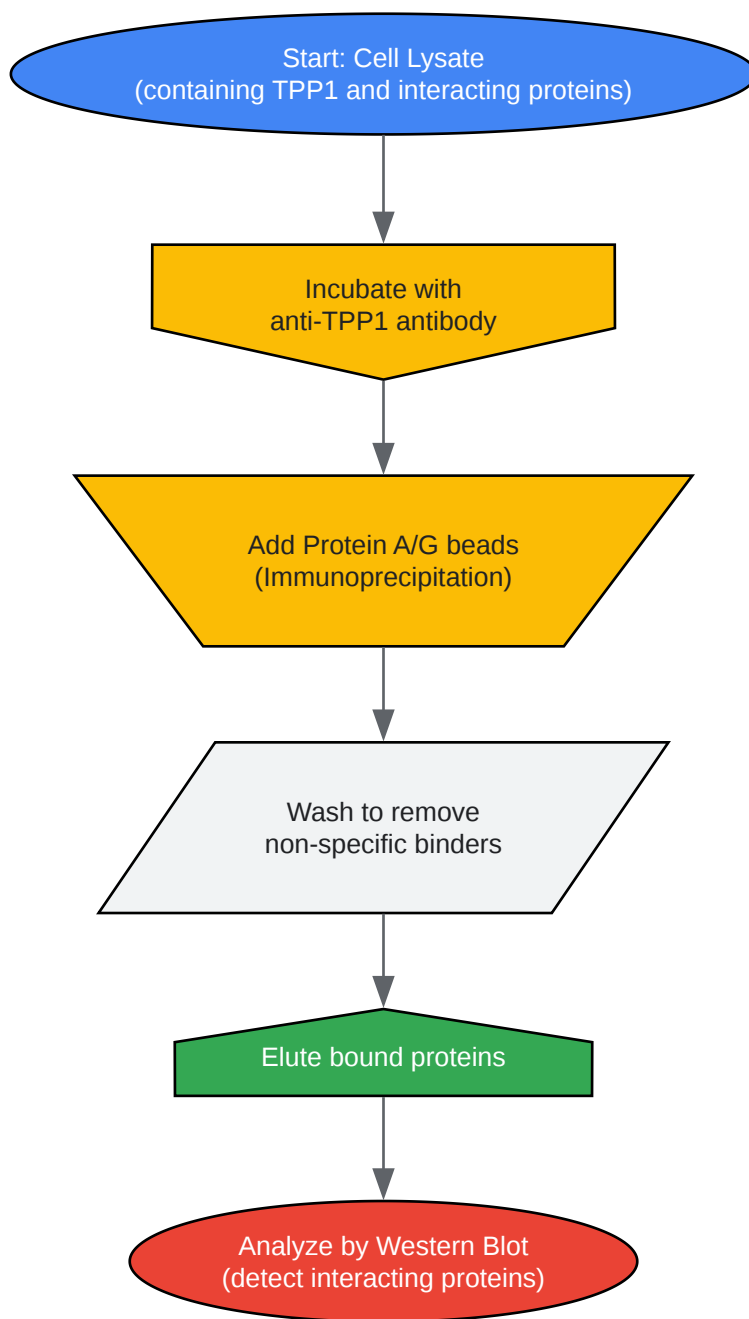 Start: Cell Lysate
(containing TPP1 and interacting proteins)
Incubate with
anti-TPP1 antibody
Add Protein A/G beads
(Immunoprecipitation)
Wash to remove
non-specific binders
Elute bound proteins
Analyze by Western Blot
(detect interacting proteins)